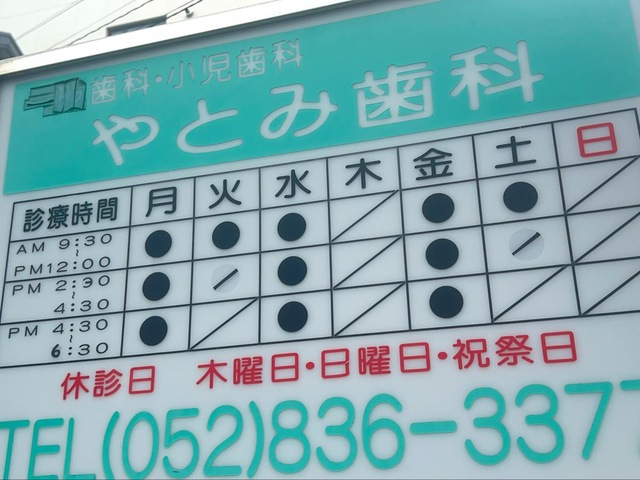 歯科・小児歯科
やとみ歯科
診療時間 月 火 水 木 金 土 日
AM 9:30
~
PM12:00
PM 2:30
~
4:30
PM 4:30
~
6:30
休診日 木曜日・日曜日・祝祭日
TEL(052)836-3377